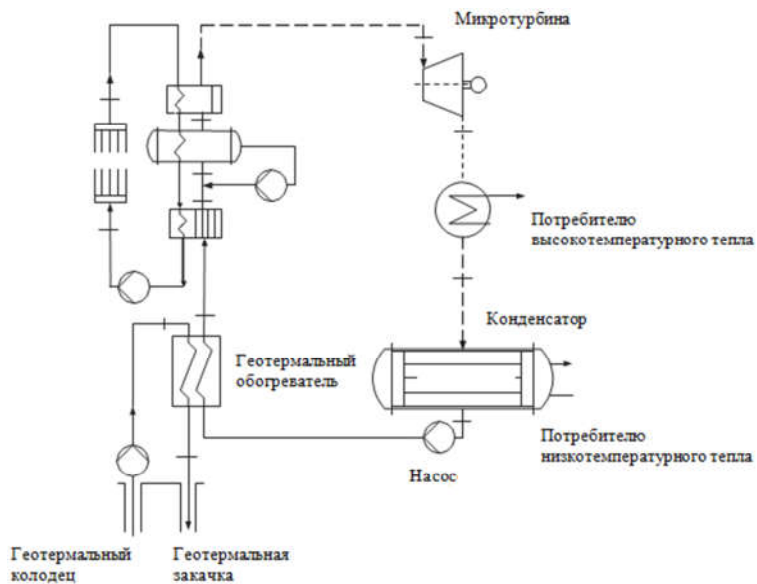 Микротурбина
Потребителю
высокотемпературного тепла
Конденсатор
Геотермальный
обогреватель
Потребителю
низкотемпературного тепла
Насос
Геотермальный
колодец
Геотермальная
закачка